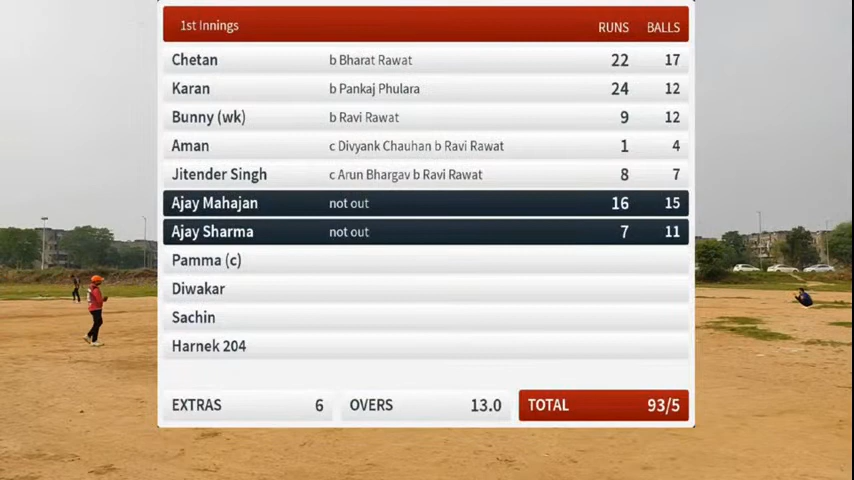 1st Innings RUNS BALLS
Chetan b Bharat Rawat 22 17
Karan b Pankaj Phulara 24 12
Bunny (wk) b Ravi Rawat 9 12
Aman c Divyank Chauhan b Ravi Rawat 1 4
Jitender Singh c Arun Bhargav b Ravi Rawat 8 7
Ajay Mahajan not out 16 15
Ajay Sharma not out 7 11
Pamma (c)
Diwakar
Sachin
Harnek 204
EXTRAS 6 OVERS 13.0 TOTAL 93/5